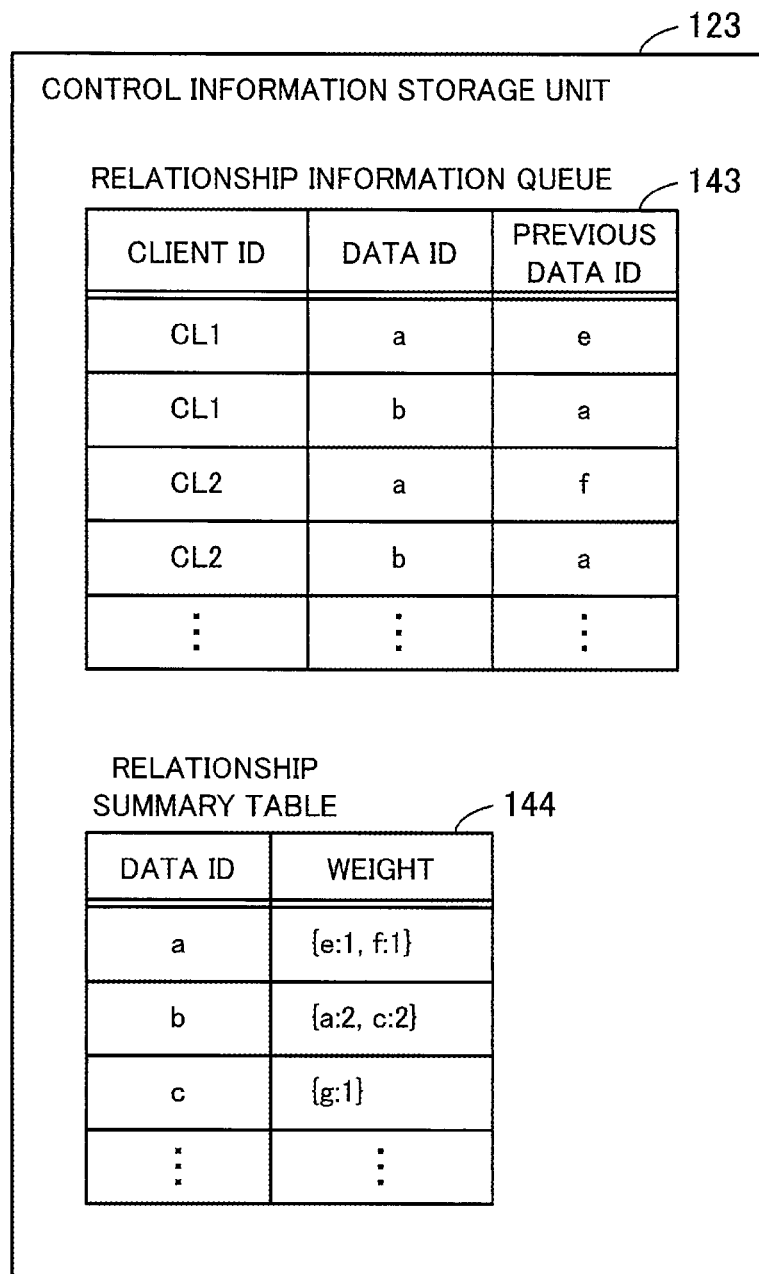 123
CONTROL INFORMATION STORAGE UNIT
RELATIONSHIP INFORMATION QUEUE 143
CLIENT ID DATA ID PREVIOUS DATA ID
CL1 a e
CL1 b a
CL2 a f
CL2 b a
⋮ ⋮ ⋮
RELATIONSHIP
SUMMARY TABLE 144
DATA ID WEIGHT
a {e:1, f:1}
b {a:2, c:2}
c {g:1}
⋮ ⋮